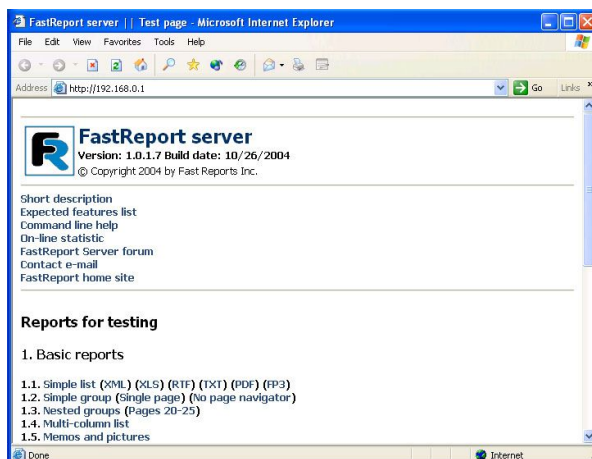 FastReport server || Test page - Microsoft Internet Explorer
File Edit View Favorites Tools Help
Address http://192.168.0.1 Go Links »
FR
FastReport server
Version: 1.0.1.7 Build date: 10/26/2004
© Copyright 2004 by Fast Reports Inc.
Short description
Expected features list
Command line help
On-line statistic
FastReport Server forum
Contact e-mail
FastReport home site
Reports for testing
1. Basic reports
1.1. Simple list (XML) (XLS) (RTF) (TXT) (PDF) (FP3)
1.2. Simple group (Single page) (No page navigator)
1.3. Nested groups (Pages 20-25)
1.4. Multi-column list
1.5. Memos and pictures
Done Internet